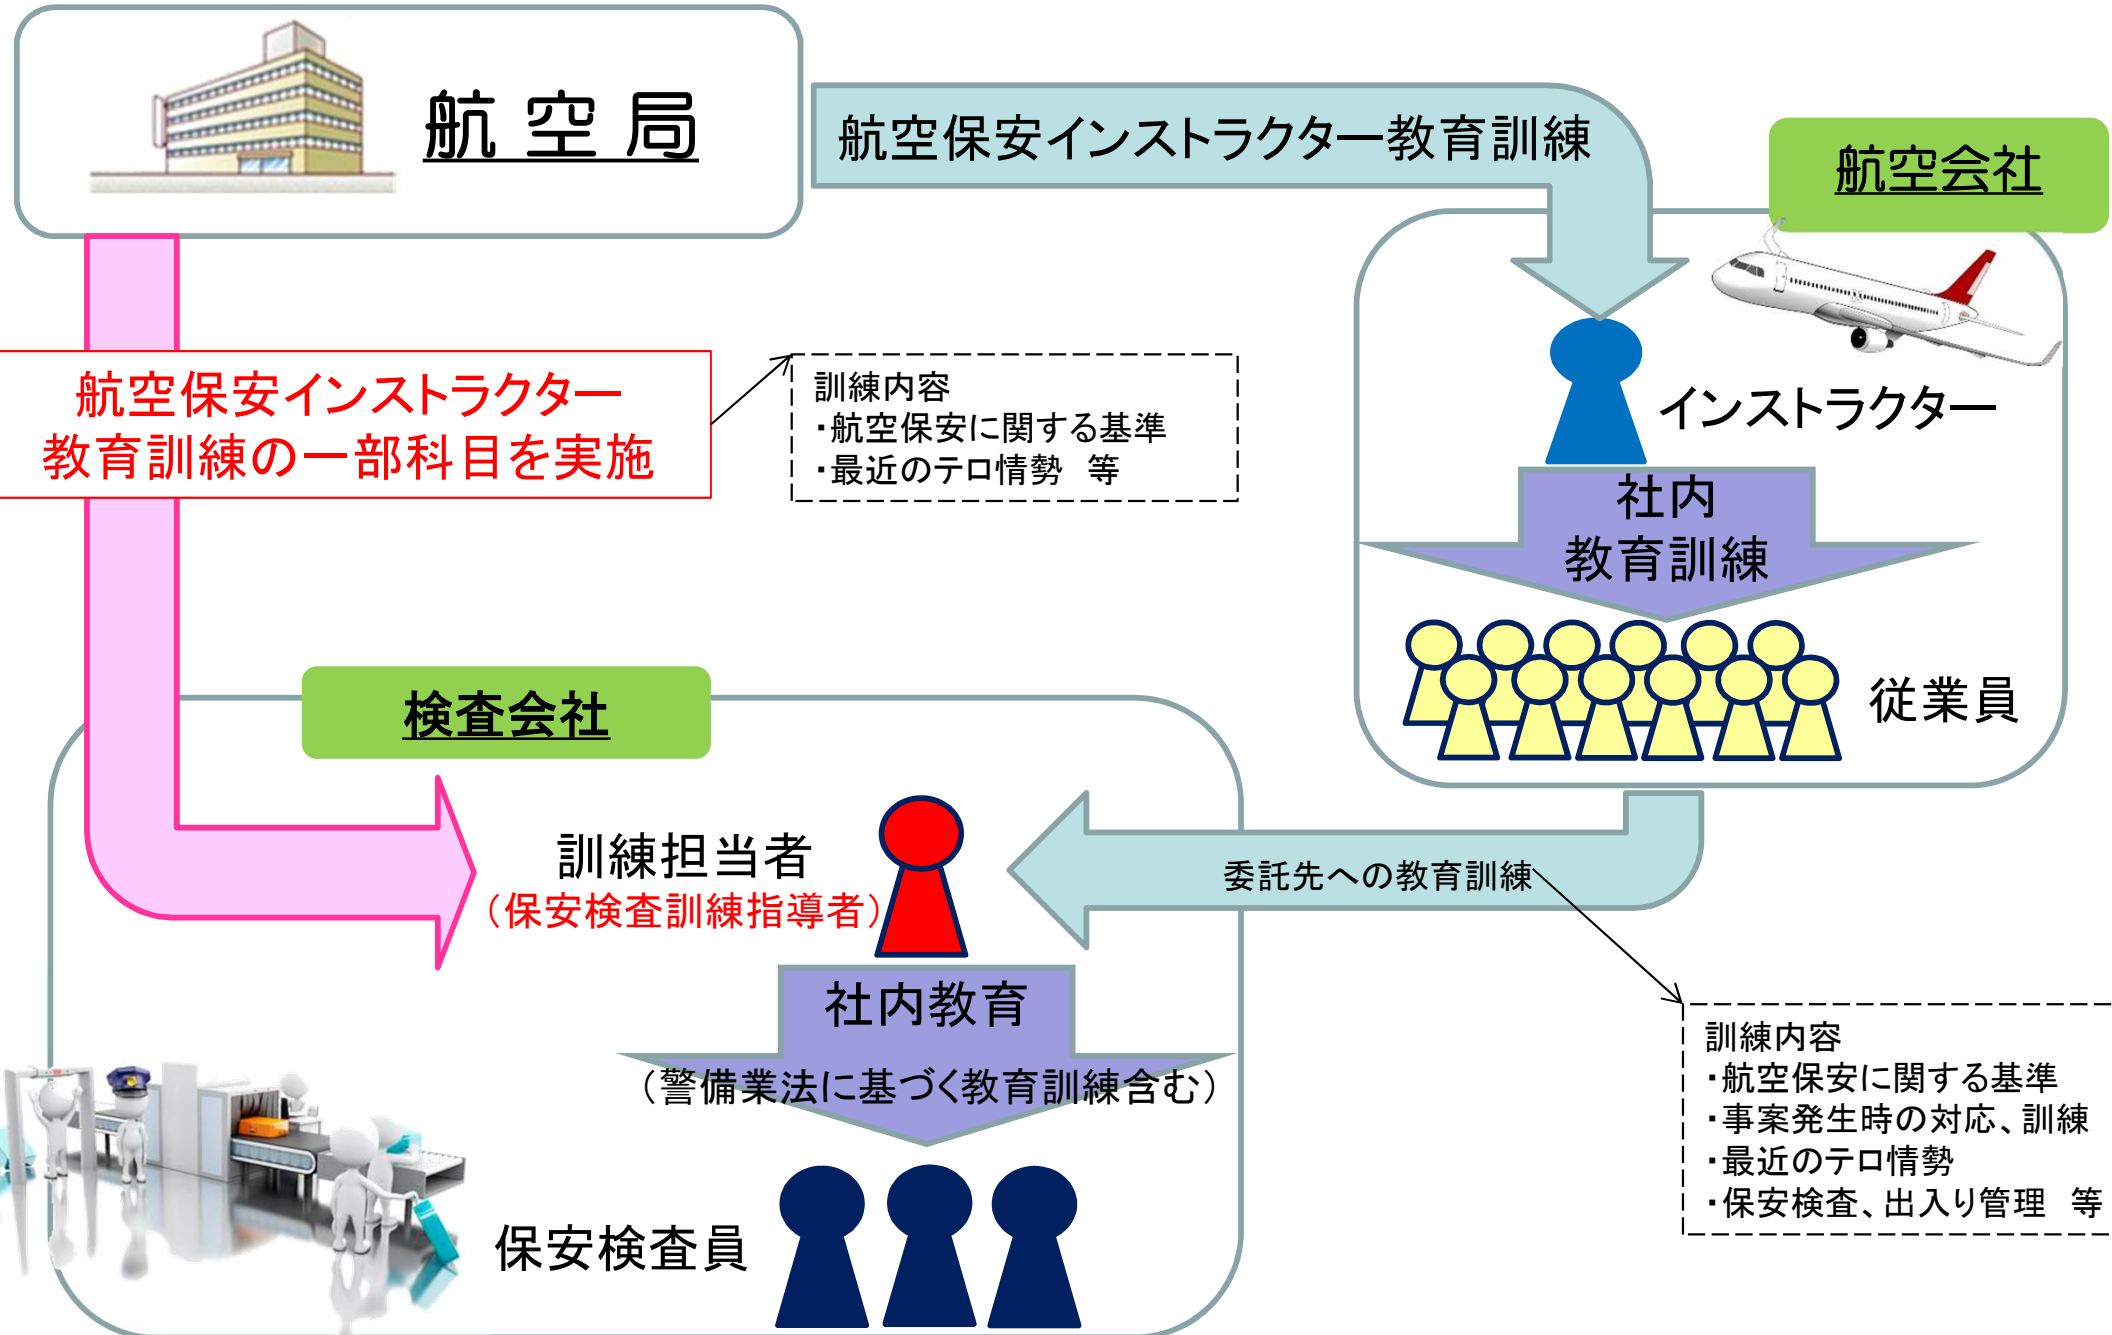 航空局
航空保安インストラクター教育訓練
航空会社
航空保安インストラクター
教育訓練の一部科目を実施
訓練内容
・航空保安に関する基準
・最近のテロ情勢　等
インストラクター
社内
教育訓練
従業員
検査会社
訓練担当者
（保安検査訓練指導者）
委託先への教育訓練
社内教育
（警備業法に基づく教育訓練含む）
訓練内容
・航空保安に関する基準
・事案発生時の対応、訓練
・最近のテロ情勢
・保安検査、出入り管理　等
保安検査員